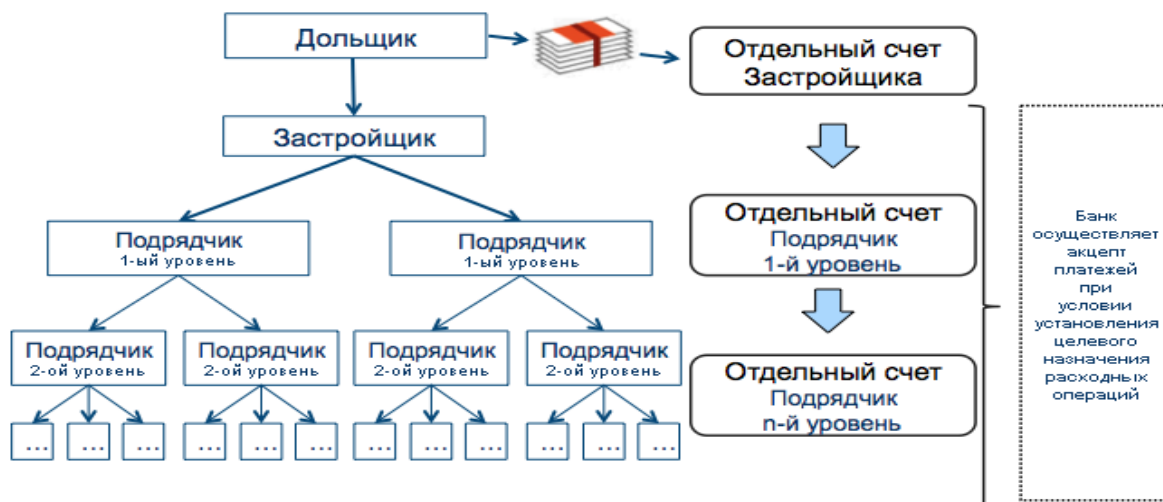 Дольщик
Отдельный счет
Застройщика
Застройщик
Подрядчик
1-ый уровень
Подрядчик
1-ый уровень
Отдельный счет
Подрядчик
1-й уровень
Подрядчик
2-ой уровень
Подрядчик
2-ой уровень
Подрядчик
2-ой уровень
Подрядчик
2-ой уровень
Отдельный счет
Подрядчик
n-й уровень
...
...
...
...
...
...
...
...
...
...
...
...
Банк
осуществляет
акцепт
платежей
при
условии
установления
целевого
назначения
расходных
операций